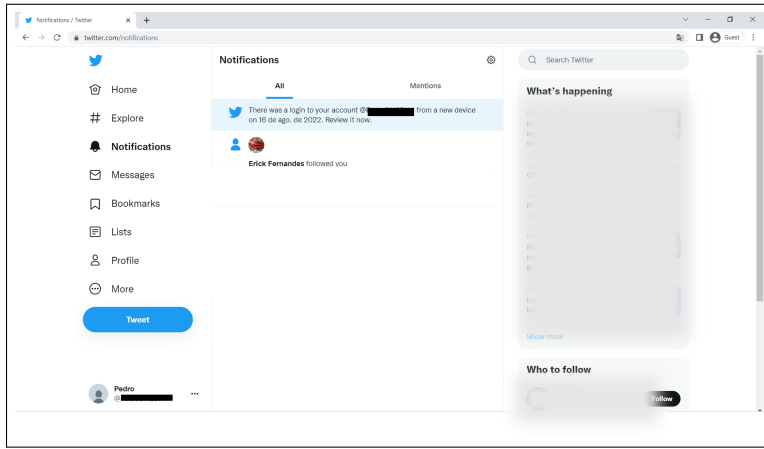 Notifications / Twitter
twitter.com/notifications
Guest
Home
Explore
Notifications
Messages
Bookmarks
Lists
Profile
More
Tweet
Pedro
@
Notifications
All
Mentions
There was a login to your account @ from a new device
on 16 de ago. de 2022. Review it now.
Erick Fernandes followed you
Search Twitter
What's happening
Show more
Who to follow
Follow